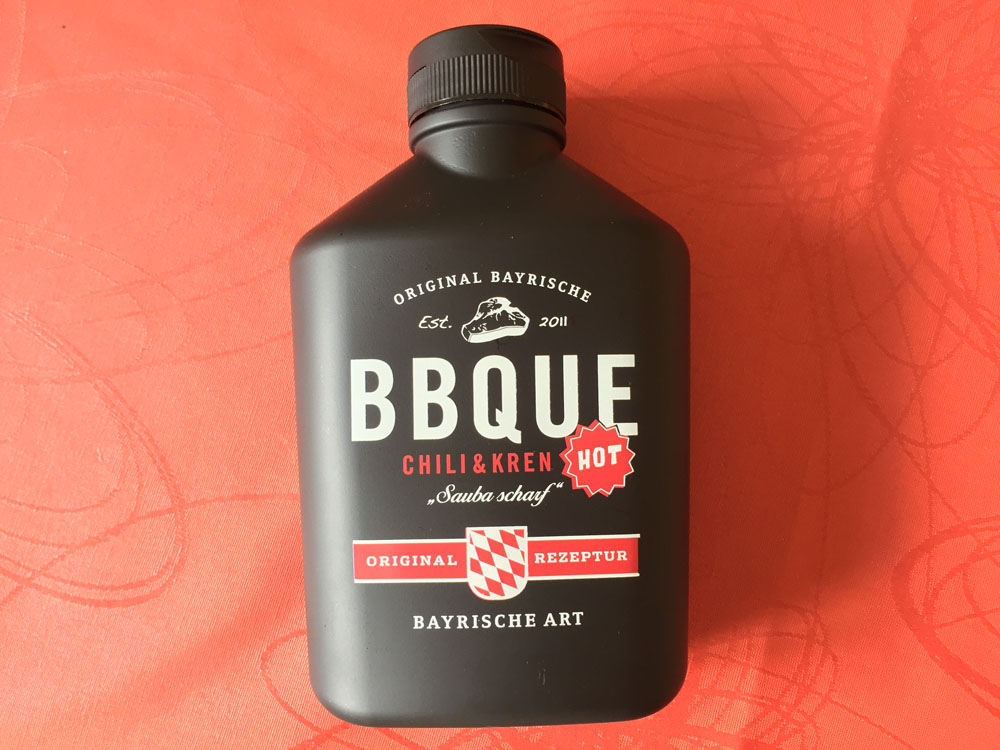 ORIGINAL BAYRISCHE
Est. 2011
BBQUE
CHILI & KREN
HOT
„Sauba scharf“
ORIGINAL REZEPTUR
BAYRISCHE ART